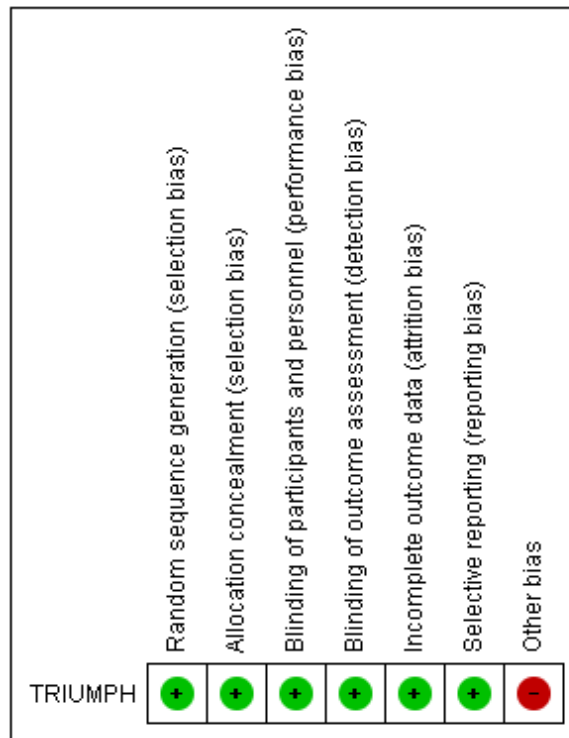 Random sequence generation (selection bias)
Allocation concealment (selection bias)
Blinding of participants and personnel (performance bias)
Blinding of outcome assessment (detection bias)
Incomplete outcome data (attrition bias)
Selective reporting (reporting bias)
Other bias
TRIUMPH + + + + + + -